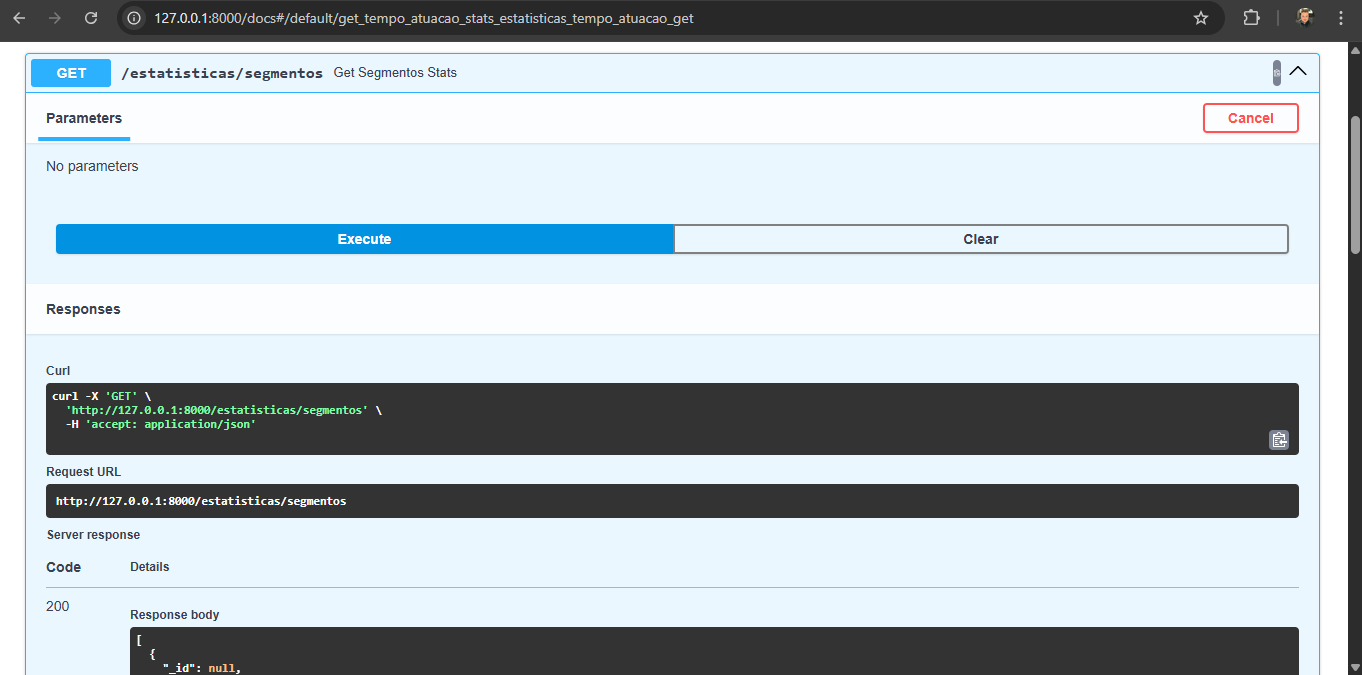 127.0.0.1:8000/docs#/default/get_tempo_atuacao_stats_estatisticas_tempo_atuacao_get
GET /estatisticas/segmentos Get Segmentos Stats
Parameters
Cancel
No parameters
Execute
Clear
Responses
Curl
curl -X 'GET' \
'http://127.0.0.1:8000/estatisticas/segmentos' \
-H 'accept: application/json'
Request URL
http://127.0.0.1:8000/estatisticas/segmentos
Server response
Code Details
200
Response body
[
{
"_id": null,